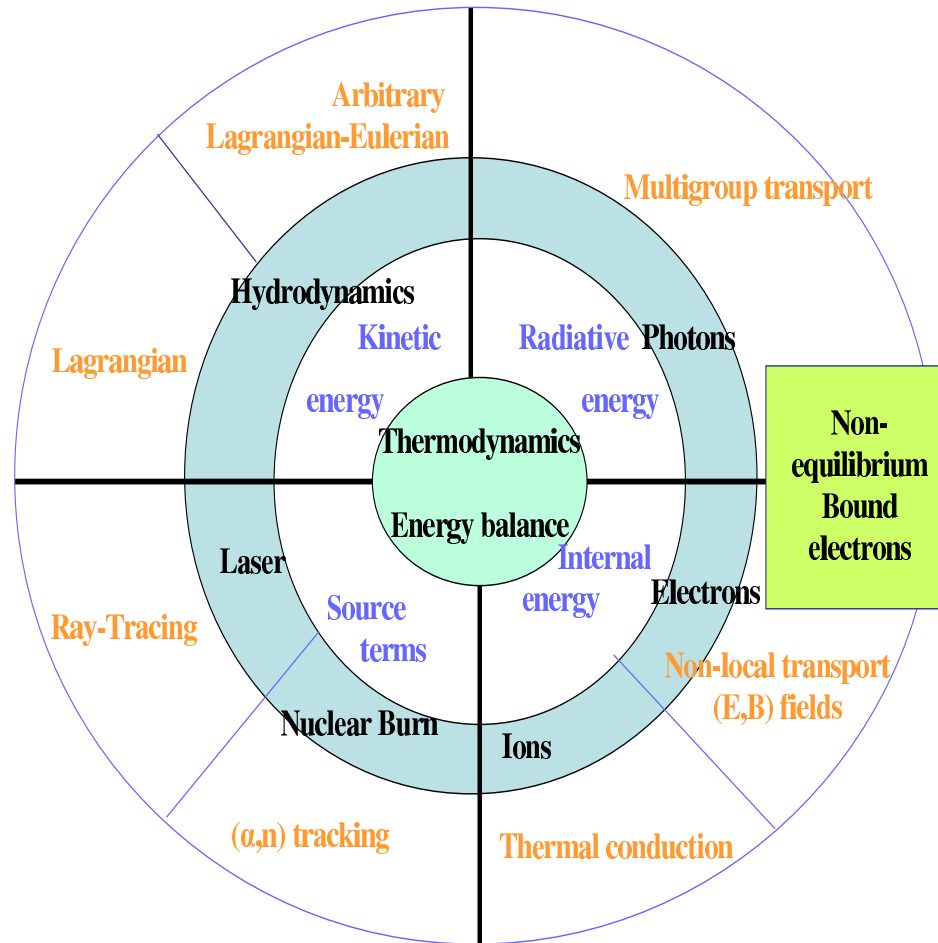 Arbitrary
Lagrangian-Eulerian
Multigroup transport
Hydrodynamics
Kinetic
energy
Radiative
energy
Photons
Lagrangian
Thermodynamics
Energy balance
Non-
equilibrium
Bound
electrons
Laser
Source
terms
Internal
energy
Electrons
Ray-Tracing
Non-local transport
(E,B) fields
Nuclear Burn
Ions
(α,n) tracking
Thermal conduction